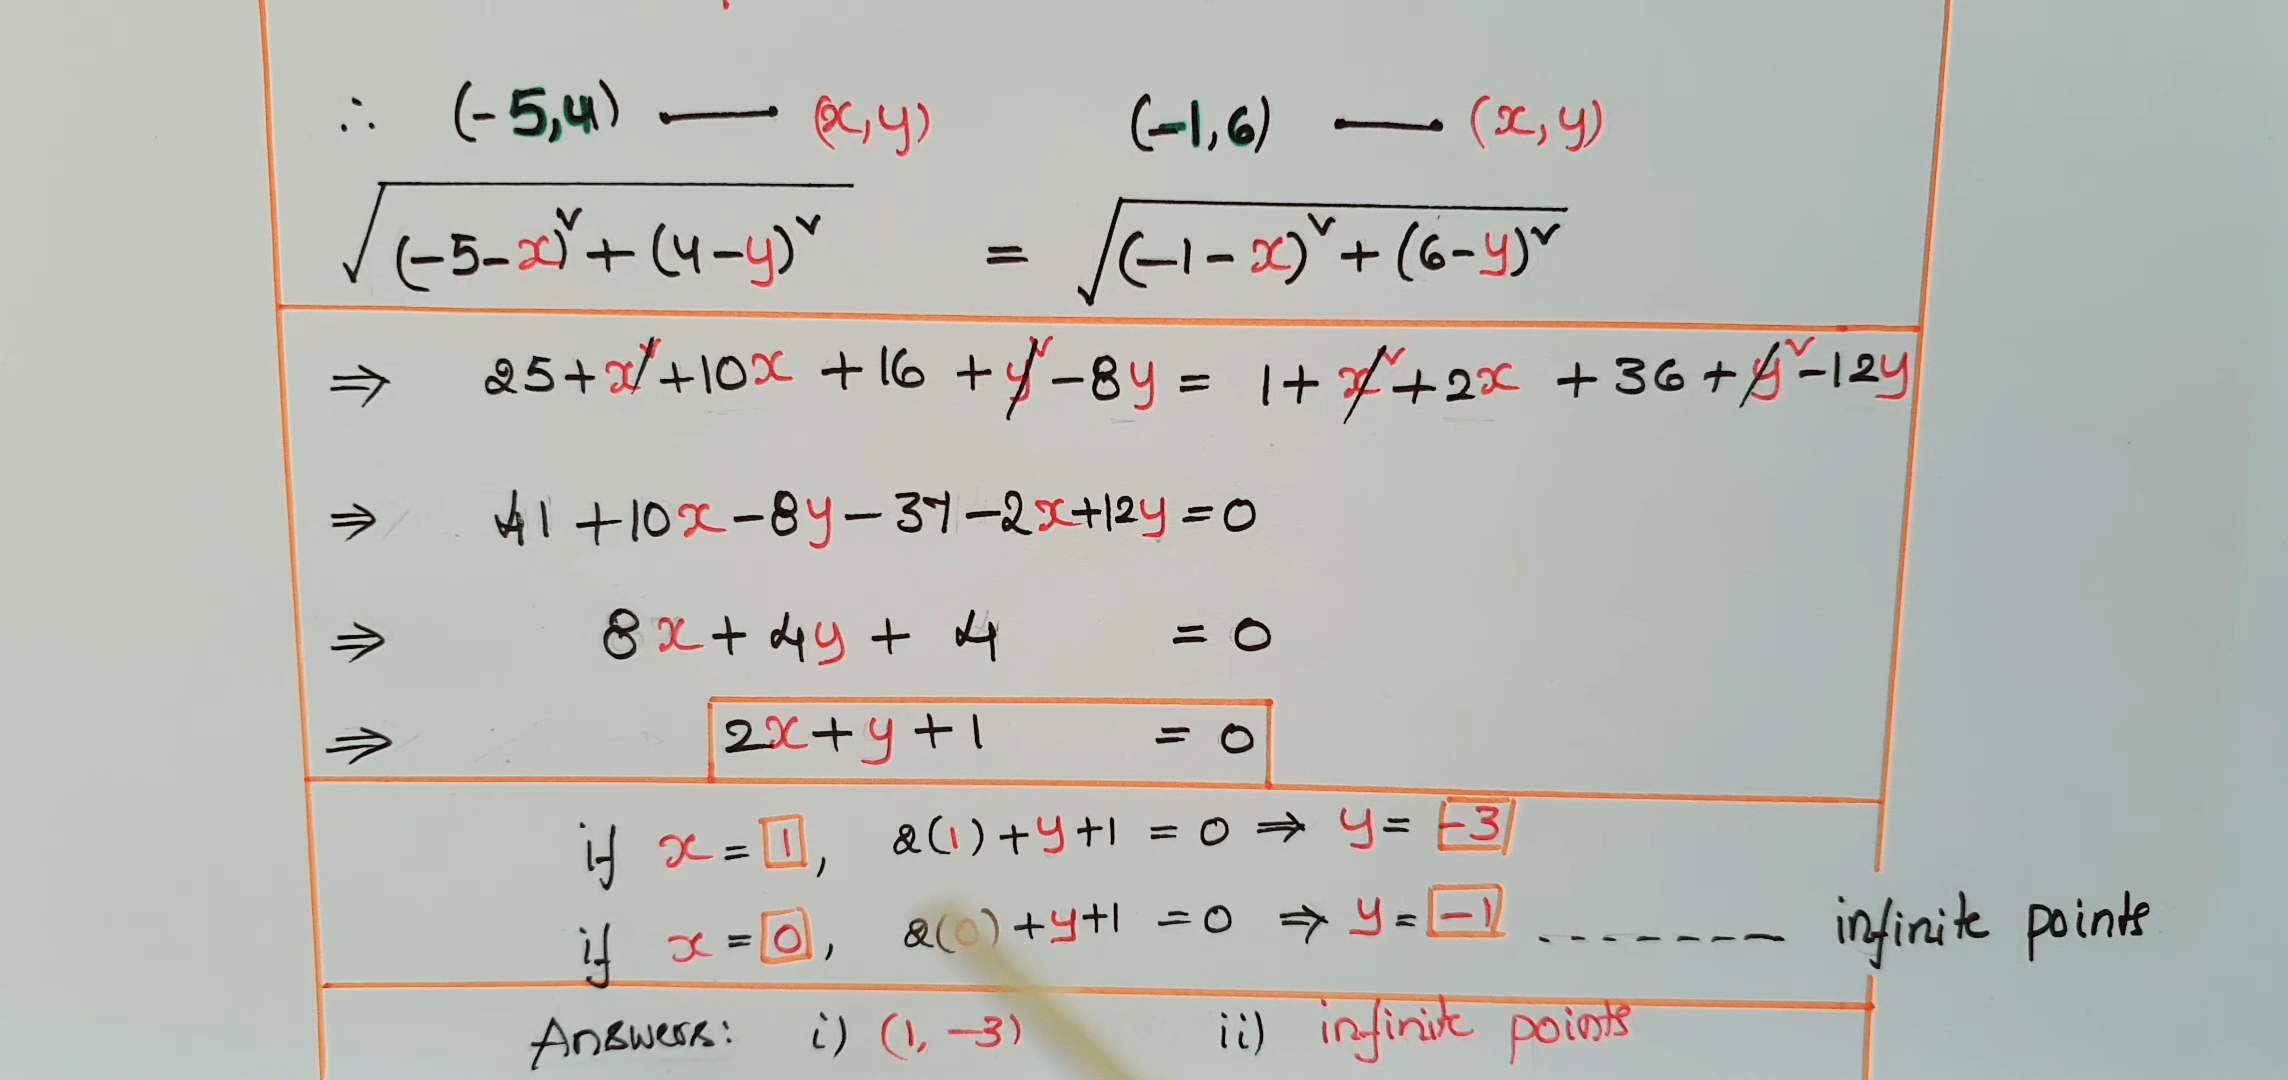 ∴ (-5,4) — (x,y) (-1,6) — (x,y)
√(-5-x)² + (4-y)² = √(-1-x)² + (6-y)²
⇒ 25+x²+10x +16 +y²-8y = 1+x²+2x +36+y²-12y
⇒ 41+10x-8y-37-2x+12y=0
⇒ 8x+4y+4 =0
⇒ 2x+y+1 =0
if x=1, 2(1)+y+1=0 ⇒ y=-3
if x=0, 2(0)+y+1=0 ⇒ y=-1 ------- infinite points
Answers: i) (1,-3) ii) infinite points